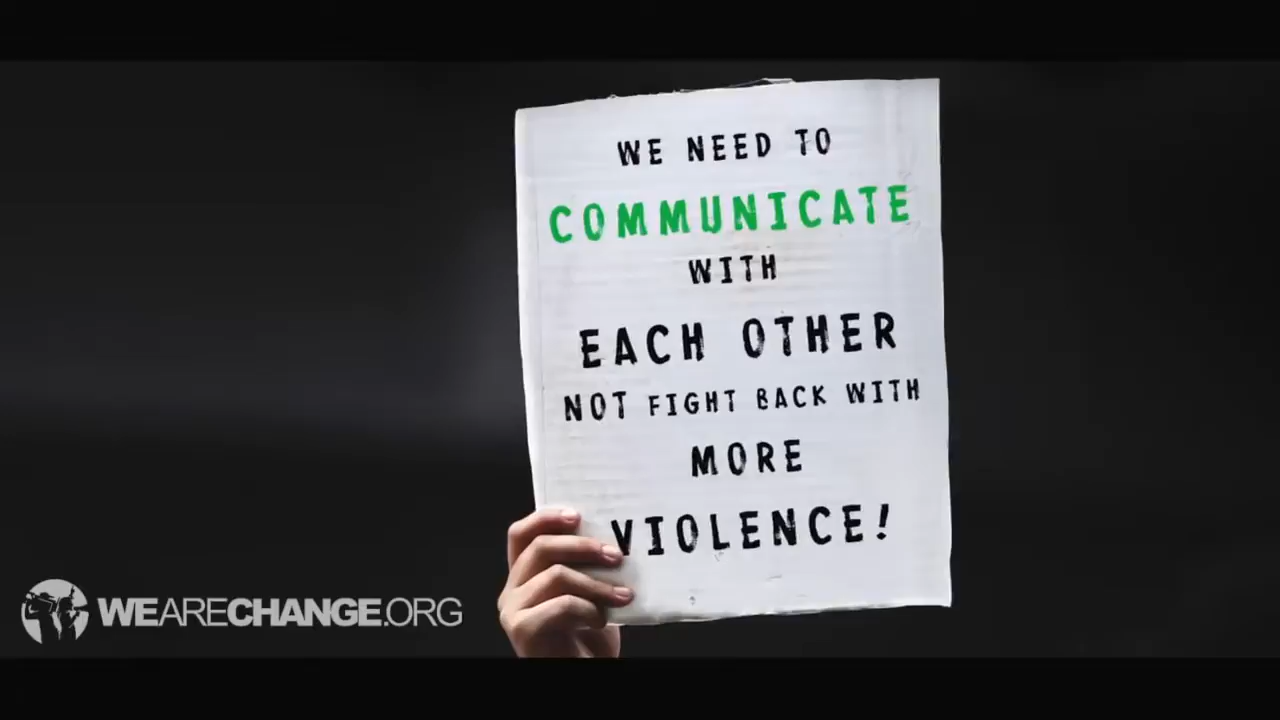 WE NEED TO
COMMUNICATE
WITH
EACH OTHER
NOT FIGHT BACK WITH
MORE
VIOLENCE!
WEARECHANGE.ORG